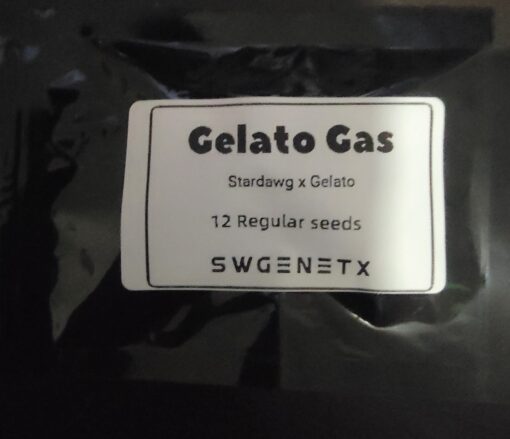 Gelato Gas
Stardawg x Gelato
12 Regular seeds
SWGENETX